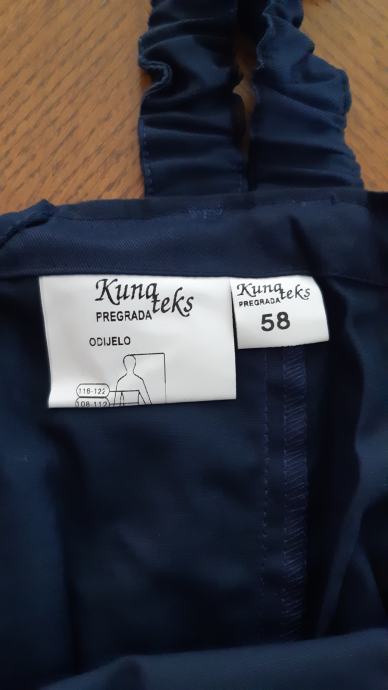 Kuna teks
PREGRADA
ODIJELO
116-122
108-112
Kuna teks
PREGRADA
58